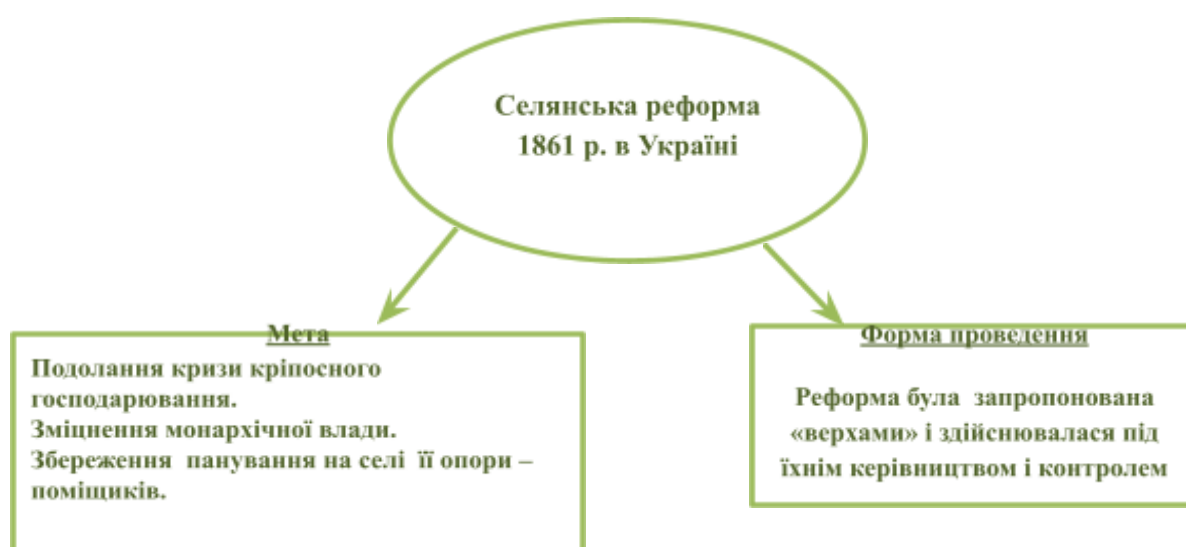 Селянська реформа
1861 р. в Україні
Мета
Подолання кризи кріпосного
господарювання.
Зміцнення монархічної влади.
Збереження панування на селі її опори –
поміщиків.
Форма проведення
Реформа була запропонована
«верхами» і здійснювалася під
їхнім керівництвом і контролем